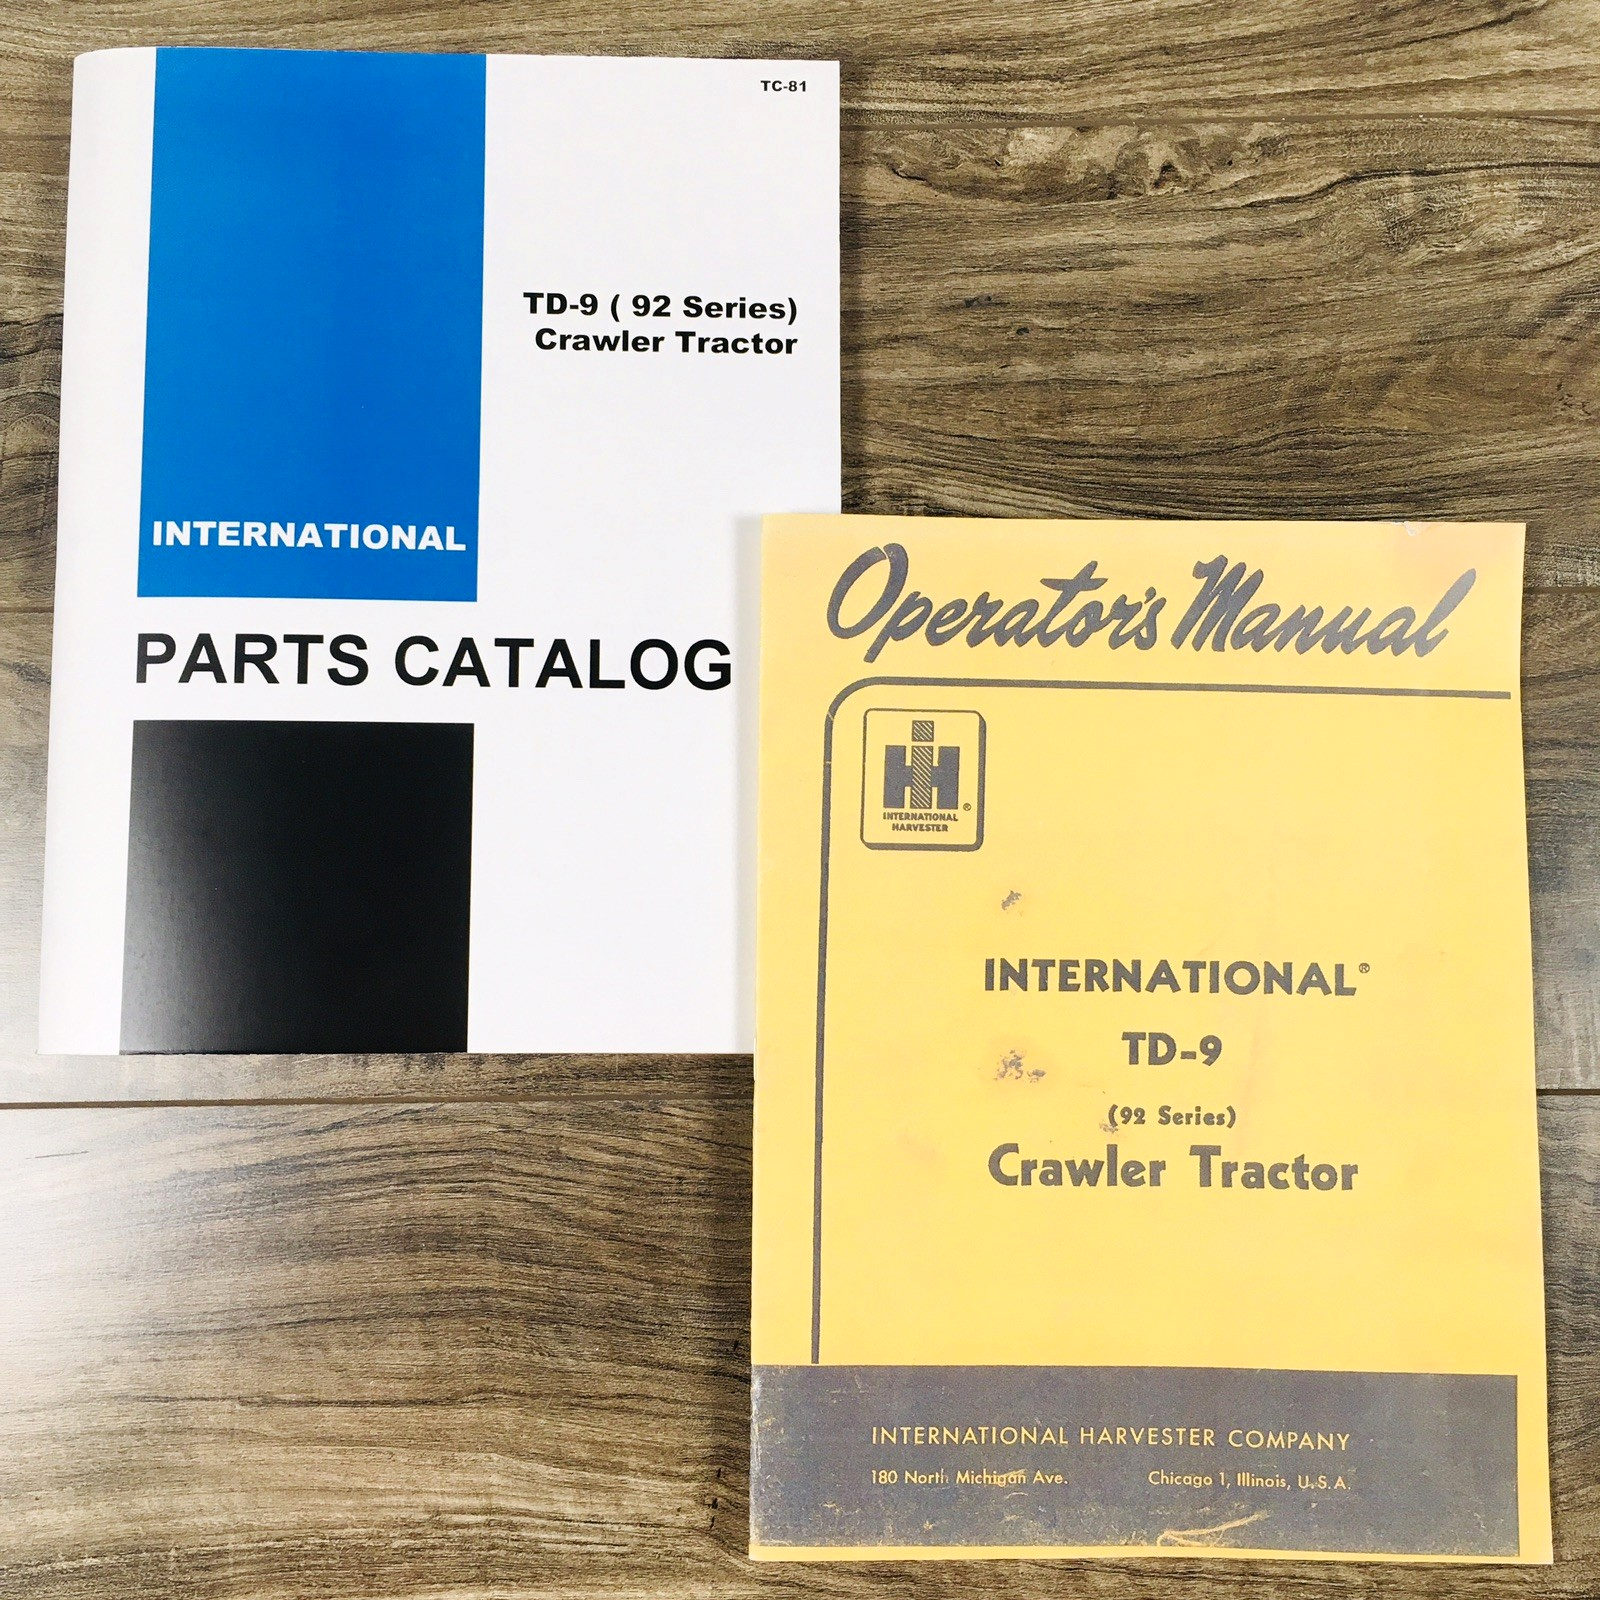 TC-81
TD-9 ( 92 Series)
Crawler Tractor
INTERNATIONAL
PARTS CATALOG
Operator's Manual
IH ®
INTERNATIONAL
HARVESTER
INTERNATIONAL®
TD-9
(92 Series)
Crawler Tractor
INTERNATIONAL HARVESTER COMPANY
180 North Michigan Ave. Chicago 1, Illinois, U.S.A.